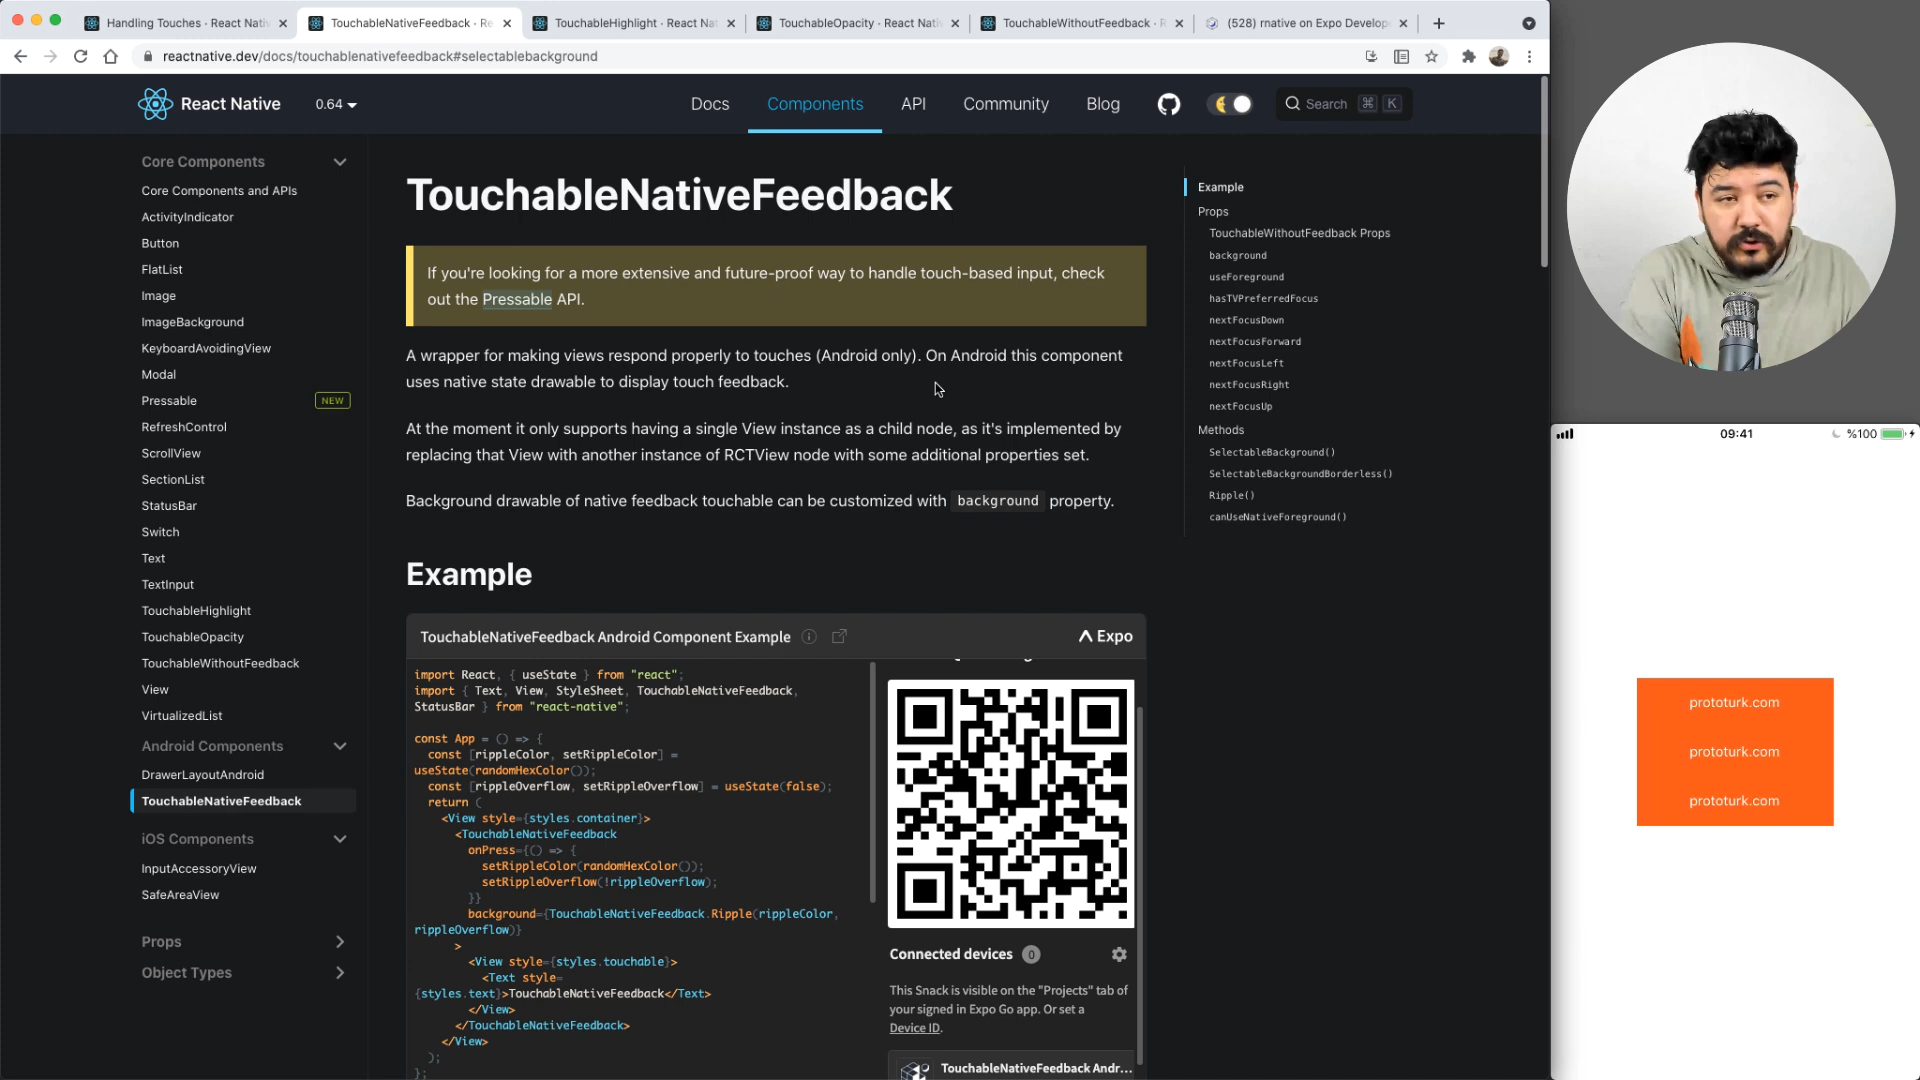 Handling Touches · React Nativ
TouchableNativeFeedback · Re
TouchableHighlight · React Nat
TouchableOpacity · React Nativ
TouchableWithoutFeedback · R
(528) rnative on Expo Develop
reactnative.dev/docs/touchablenativefeedback#selectablebackground
React Native
0.64
Docs
Components
API
Community
Blog
Search ⌘ K
Core Components
Core Components and APIs
ActivityIndicator
Button
FlatList
Image
ImageBackground
KeyboardAvoidingView
Modal
Pressable NEW
RefreshControl
ScrollView
SectionList
StatusBar
Switch
Text
TextInput
TouchableHighlight
TouchableOpacity
TouchableWithoutFeedback
View
VirtualizedList
Android Components
DrawerLayoutAndroid
TouchableNativeFeedback
iOS Components
InputAccessoryView
SafeAreaView
Props
Object Types
TouchableNativeFeedback
If you're looking for a more extensive and future-proof way to handle touch-based input, check
out the Pressable API.
A wrapper for making views respond properly to touches (Android only). On Android this component
uses native state drawable to display touch feedback.
At the moment it only supports having a single View instance as a child node, as it's implemented by
replacing that View with another instance of RCTView node with some additional properties set.
Background drawable of native feedback touchable can be customized with background property.
Example
TouchableNativeFeedback Android Component Example
Expo
import React, { useState } from "react";
import { Text, View, StyleSheet, TouchableNativeFeedback,
StatusBar } from "react-native";
const App = () => {
const [rippleColor, setRippleColor] =
useState(randomHexColor());
const [rippleOverflow, setRippleOverflow] = useState(false);
return (
<View style={styles.container}>
<TouchableNativeFeedback
onPress={() => {
setRippleColor(randomHexColor());
setRippleOverflow(!rippleOverflow);
}}
background={TouchableNativeFeedback.Ripple(rippleColor,
rippleOverflow)}
>
<View style={styles.touchable}>
<Text style=
{styles.text}>TouchableNativeFeedback</Text>
</View>
</TouchableNativeFeedback>
</View>
);
};
Connected devices 0
This Snack is visible on the "Projects" tab of
your signed in Expo Go app. Or set a
Device ID.
TouchableNativeFeedback Andr...
Example
Props
TouchableWithoutFeedback Props
background
useForeground
hasTVPreferredFocus
nextFocusDown
nextFocusForward
nextFocusLeft
nextFocusRight
nextFocusUp
Methods
SelectableBackground()
SelectableBackgroundBorderless()
Ripple()
canUseNativeForeground()
09:41
%100
prototurk.com
prototurk.com
prototurk.com